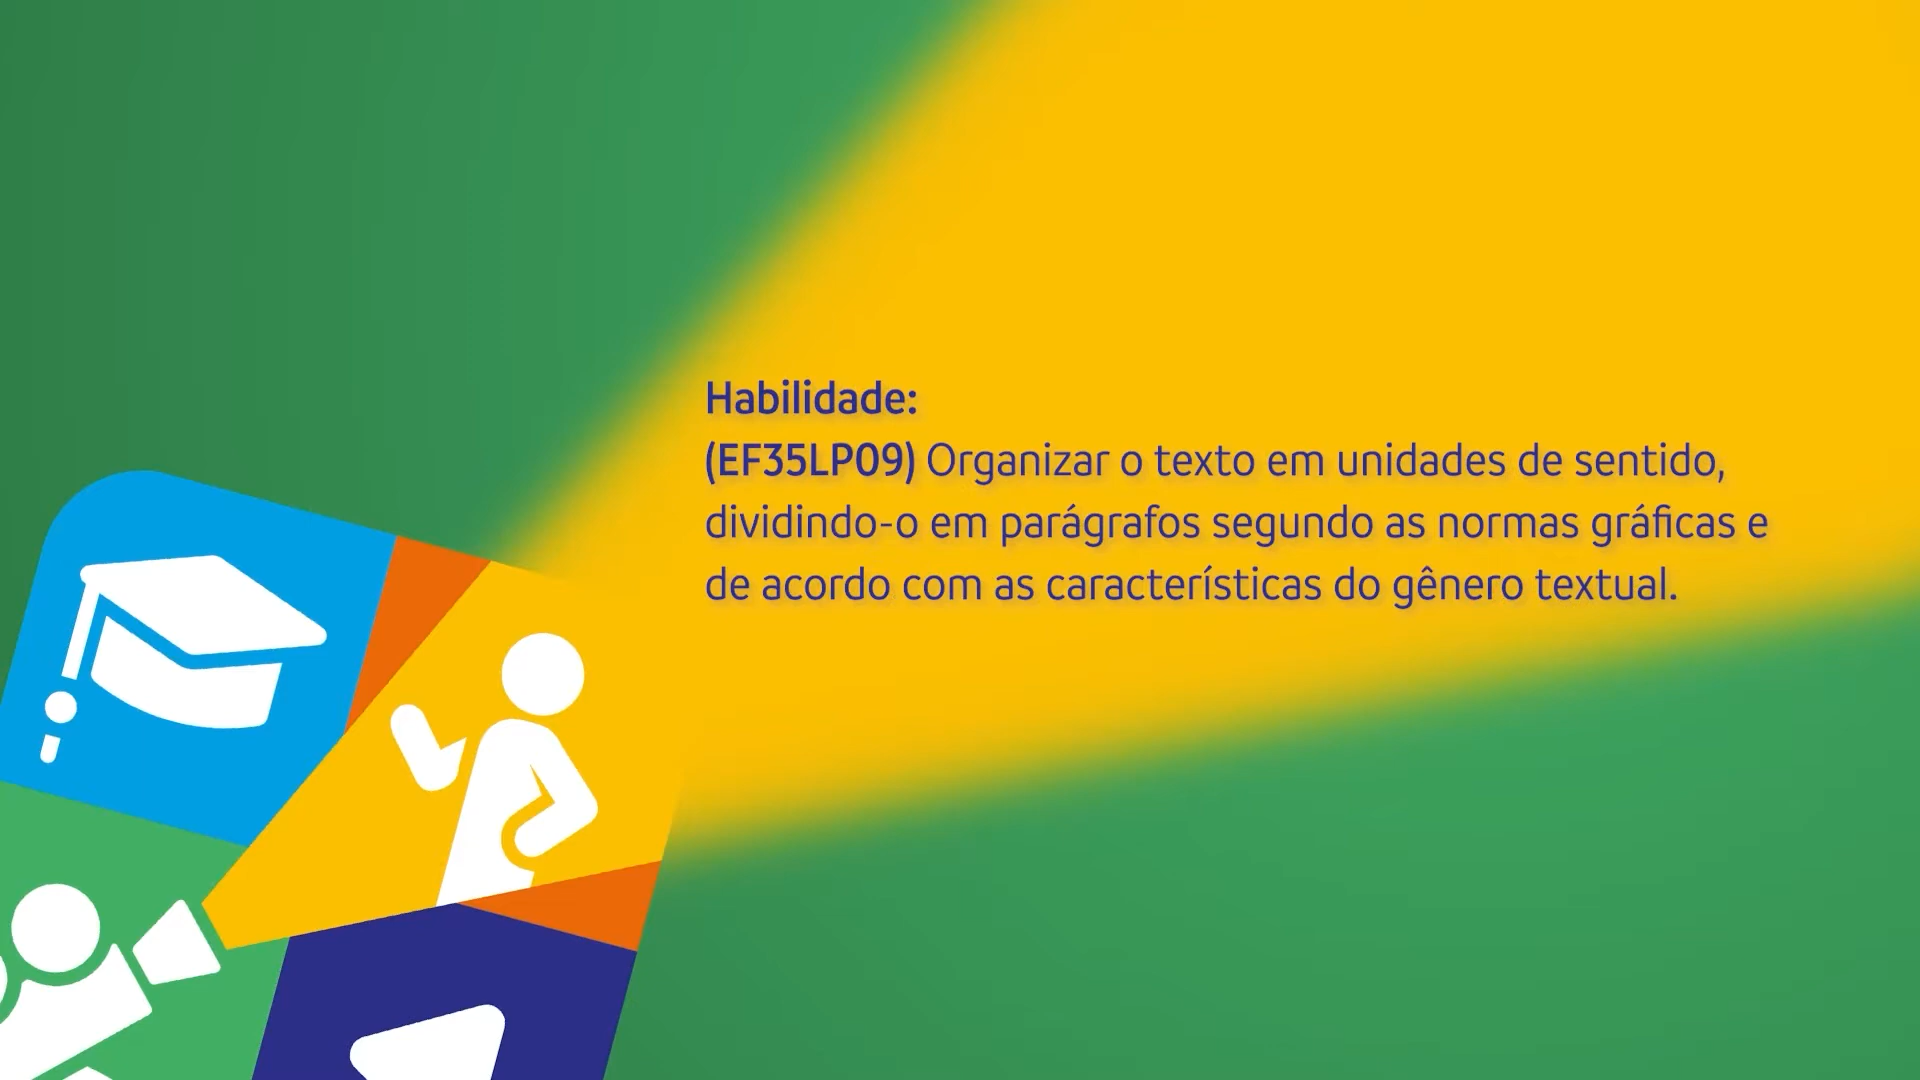 Habilidade:
(EF35LP09) Organizar o texto em unidades de sentido,
dividindo-o em parágrafos segundo as normas gráficas e
de acordo com as características do gênero textual.